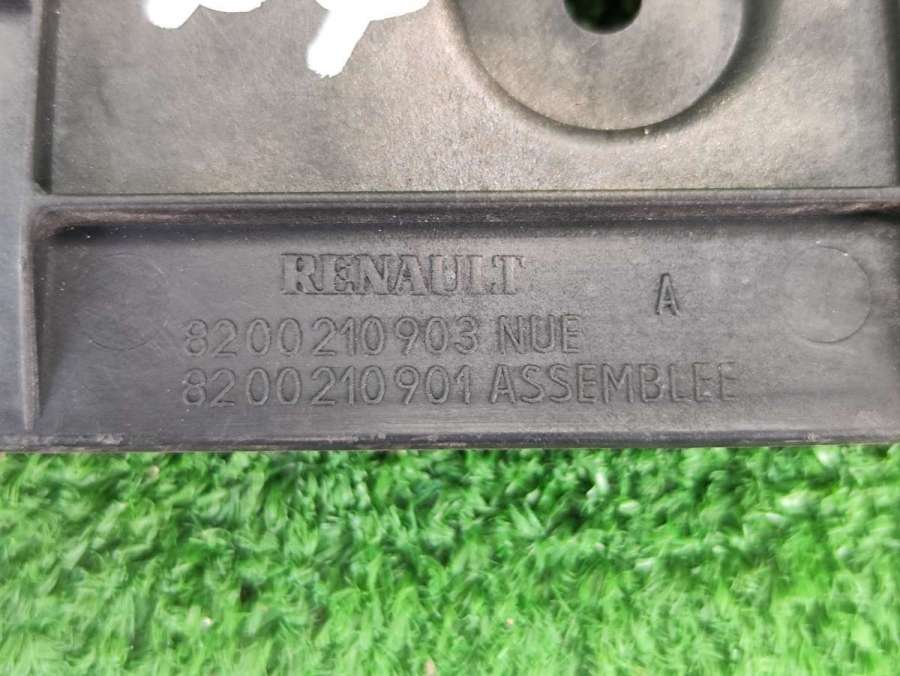 RENAULT
A
8200210903 NUE
8200210901 ASSEMBLEE